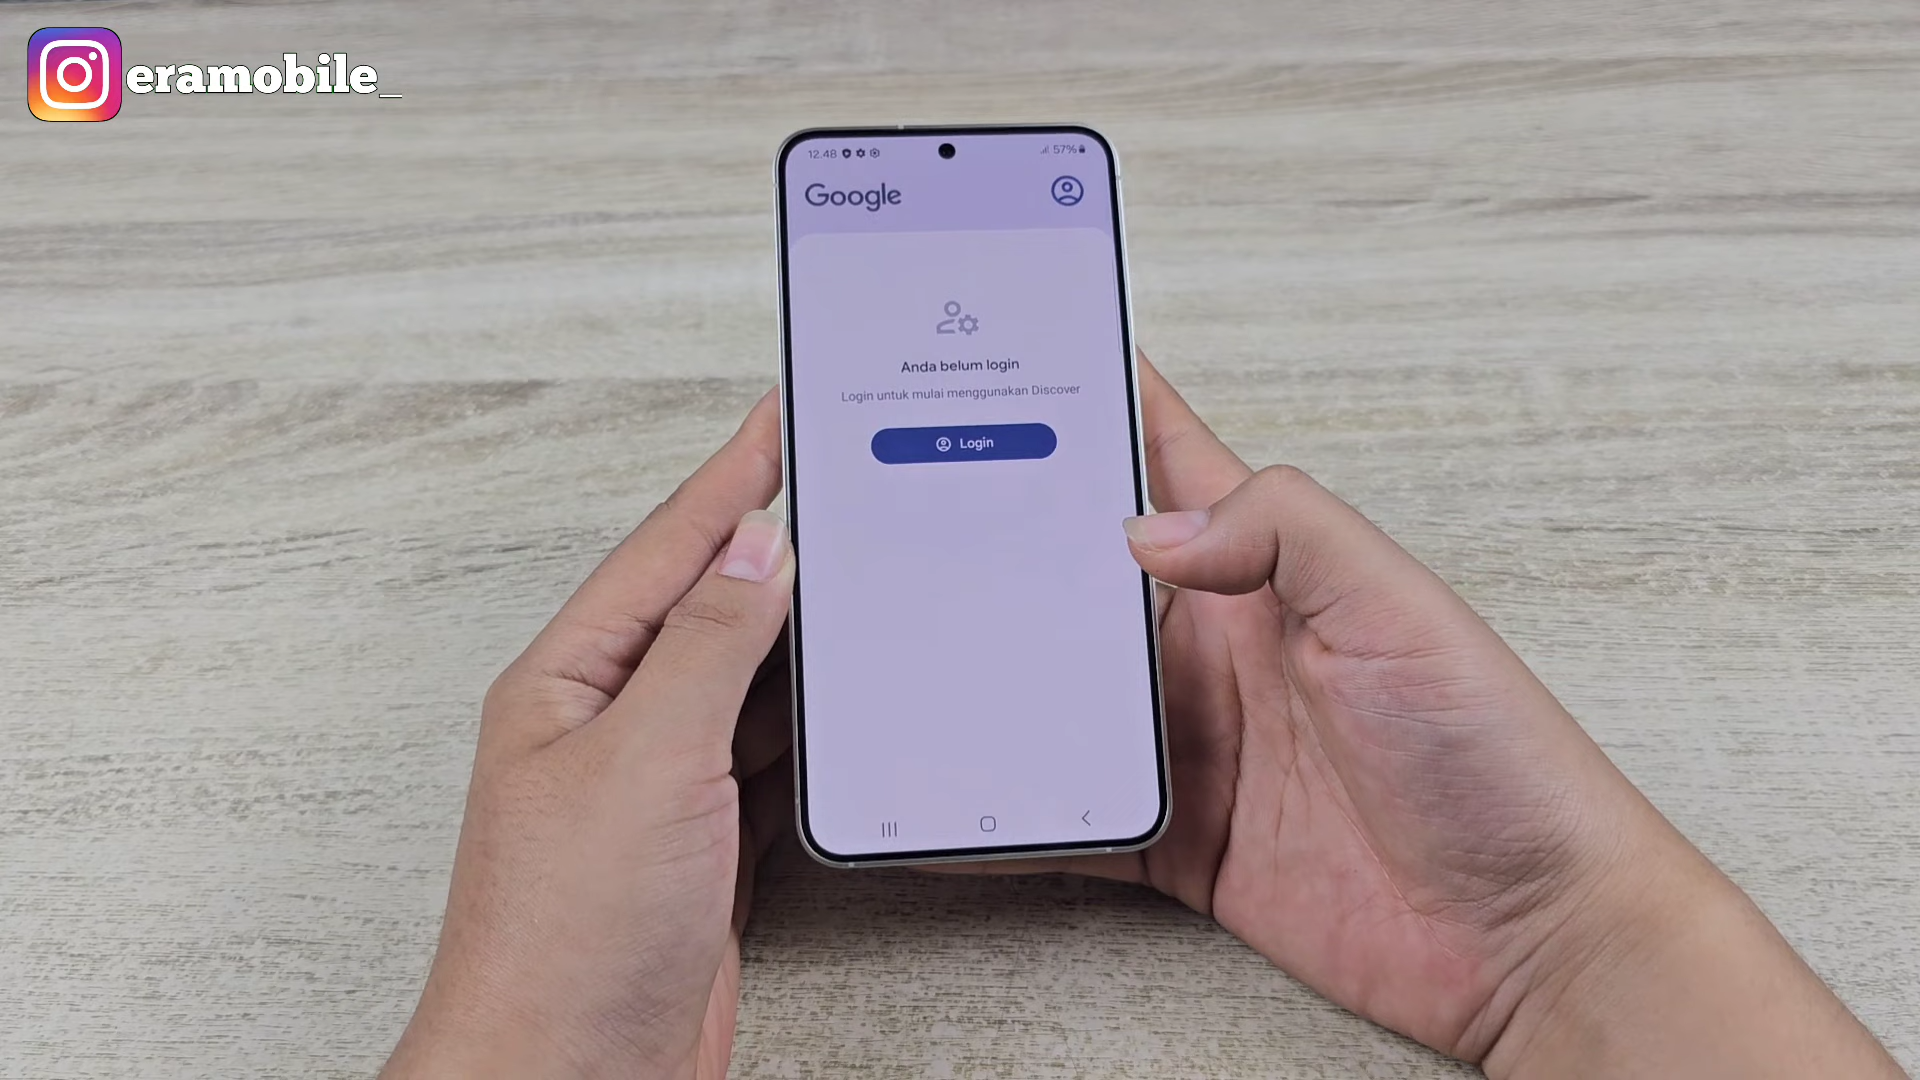 eramobile_
12.48
57%
Google
Anda belum login
Login untuk mulai menggunakan Discover
Login